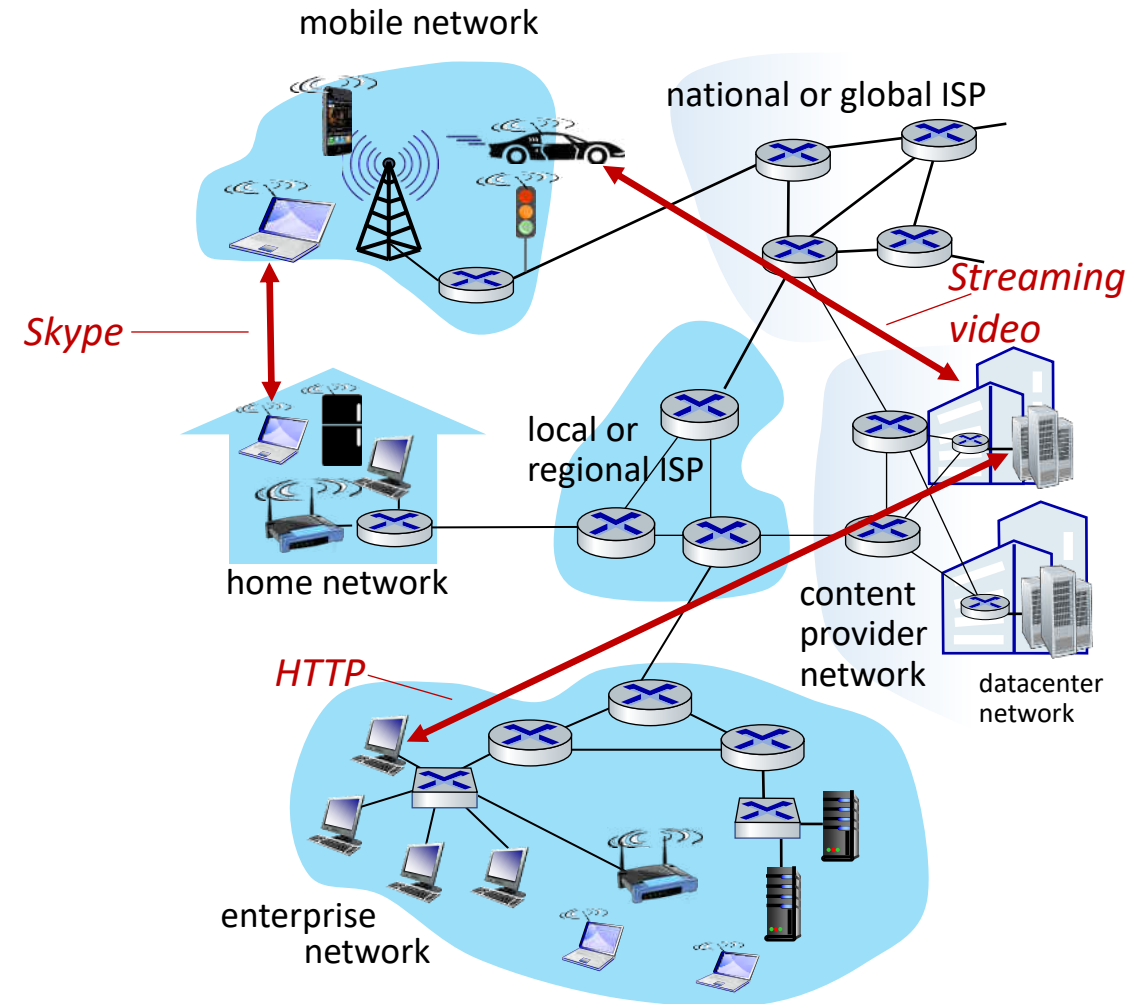 mobile network
national or global ISP
Streaming
video
Skype
local or
regional ISP
home network
content
provider
network
datacenter
network
HTTP
enterprise
network